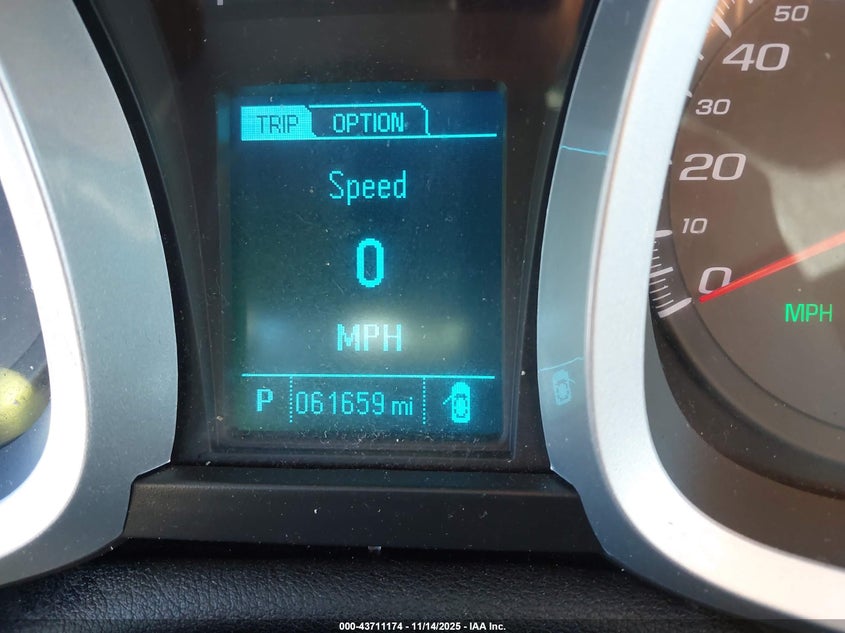 TRIP OPTION
Speed
0
MPH
P 061659 mi
50
40
30
20
10
0
MPH
000-43711174 - 11/14/2025 - IAA Inc.